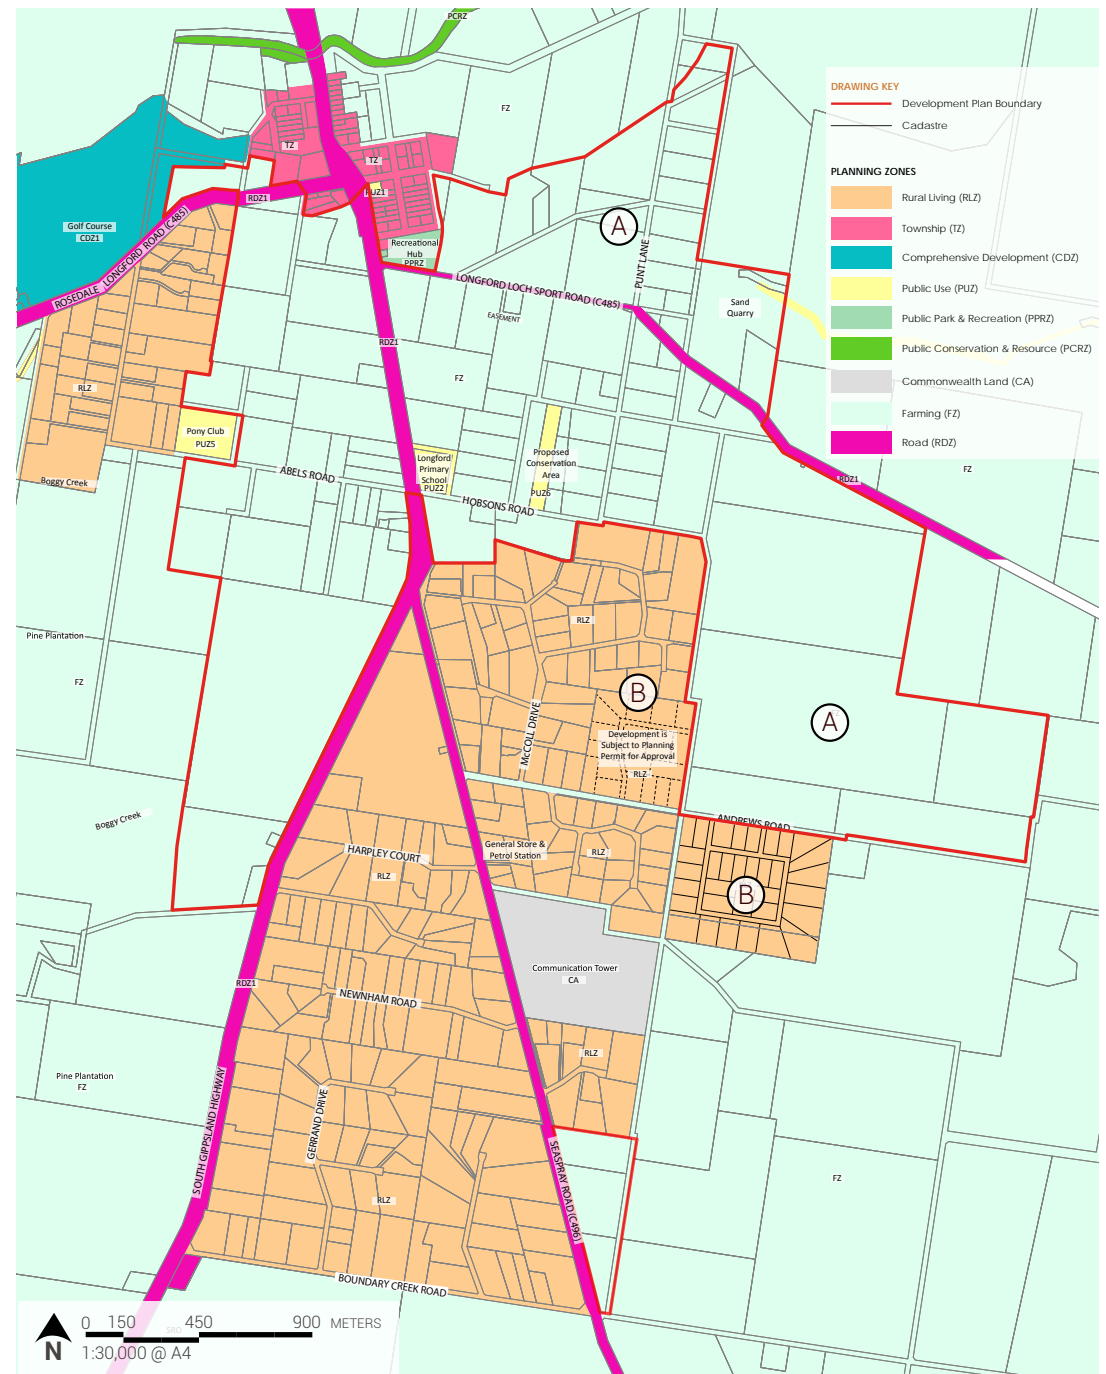 PCRZ
DRAWING KEY
Development Plan Boundary
Cadastre
PLANNING ZONES
Rural Living (RLZ)
Township (TZ)
Comprehensive Development (CDZ)
Public Use (PUZ)
Public Park & Recreation (PPRZ)
Public Conservation & Resource (PCRZ)
Commonwealth Land (CA)
Farming (FZ)
Road (RDZ)
FZ
TZ
TZ
PUZ1
RDZ1
Golf Course
CDZ1
ROSEDALE LONGFORD ROAD (C485)
Recreational
Hub
PPRZ
A
PUNT LANE
LONGFORD LOCH SPORT ROAD (C485)
EASEMENT
Sand
Quarry
RDZ1
FZ
RLZ
Pony Club
PUZ5
Boggy Creek
ABELS ROAD
Longford
Primary
School
PUZ2
HOBSONS ROAD
Proposed
Conservation
Area
PUZ6
RDZ1
FZ
Pine Plantation
FZ
RLZ
B
McCOLL DRIVE
Development is
Subject to Planning
Permit for Approval
RLZ
A
ANDREWS ROAD
Boggy Creek
HARPLEY COURT
RLZ
General Store &
Petrol Station
RLZ
B
Communication Tower
CA
RDZ1
NEWNHAM ROAD
RLZ
Pine Plantation
FZ
SOUTH GIPPSLAND HIGHWAY
GERRAND DRIVE
RLZ
SEASPRAY ROAD (C496)
FZ
BOUNDARY CREEK ROAD
N
0 150 450 900 METERS
1:30,000 @ A4